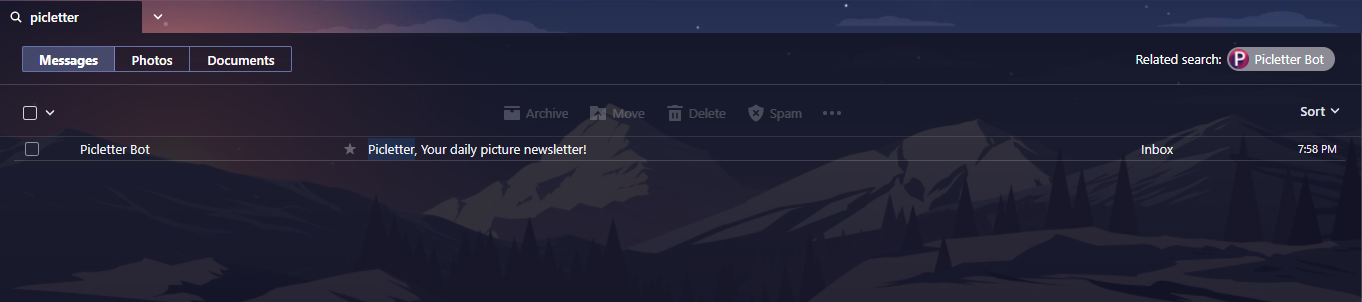 picletter
Messages Photos Documents
Related search: P Picletter Bot
Archive Move Delete Spam
Sort
Picletter Bot Picletter, Your daily picture newsletter! Inbox 7:58 PM